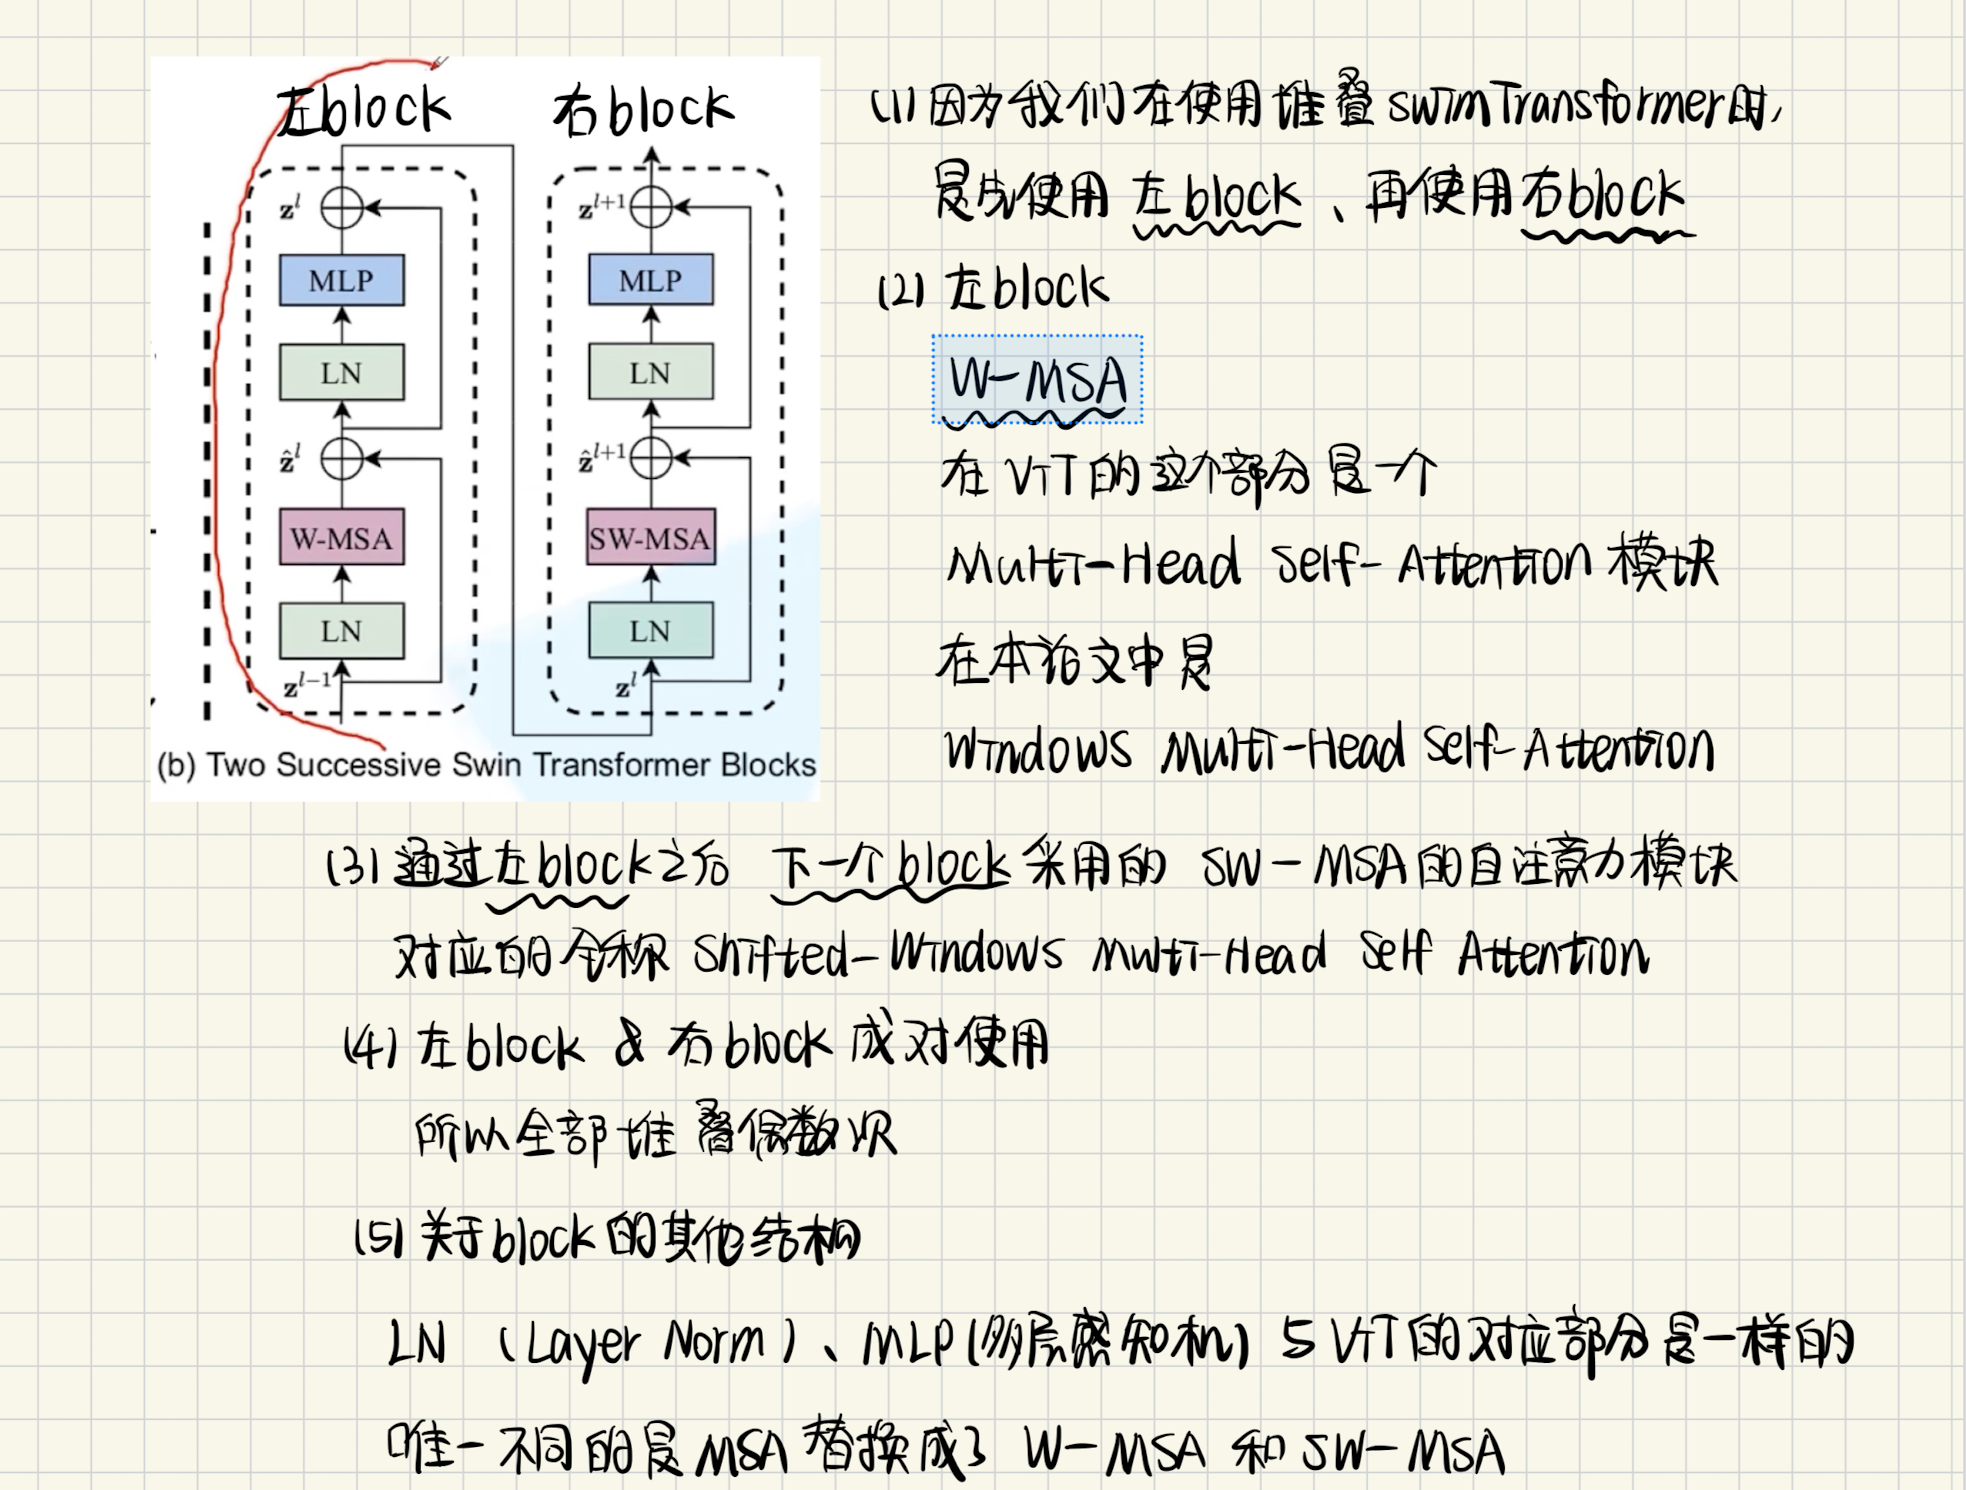 左block 右block
(1)因为我们在使用堆叠swinTransformer时,
是先使用左block、再使用右block
z^l z^{l+1}
MLP MLP
(2) 左block
LN LN
W-MSA
ẑ^l ẑ^{l+1}
在ViT的这个部分是一个
W-MSA SW-MSA
Multi-Head Self-Attention 模块
LN LN
在本论文中是
z^{l-1} z^l
Windows Multi-Head Self-Attention
(b) Two Successive Swin Transformer Blocks
(3)通过左block之后 下一个block采用的 SW-MSA的自注意力模块
对应的全称 Shifted-Windows Multi-Head Self Attention
(4) 左block & 右block 成对使用
所以全部堆叠偶数次
(5)关于block的其他结构
LN (Layer Norm)、MLP(多层感知机) 与ViT的对应部分是一样的
唯一不同的是MSA替换成了 W-MSA 和 SW-MSA